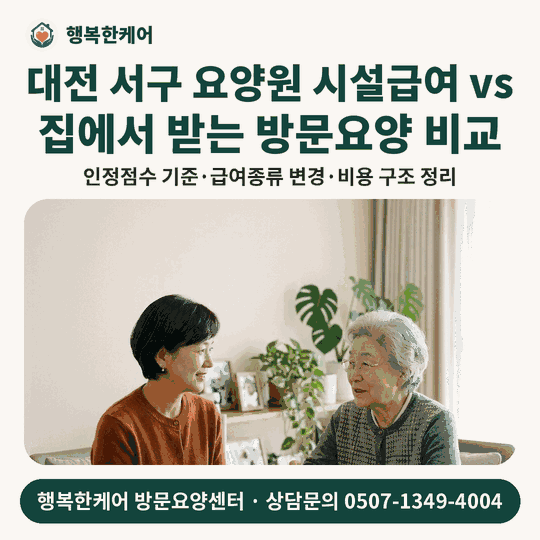 행복한케어
대전 서구 요양원 시설급여 vs
집에서 받는 방문요양 비교
인정점수 기준·급여종류 변경·비용 구조 정리
행복한케어 방문요양센터 · 상담문의 0507-1349-4004